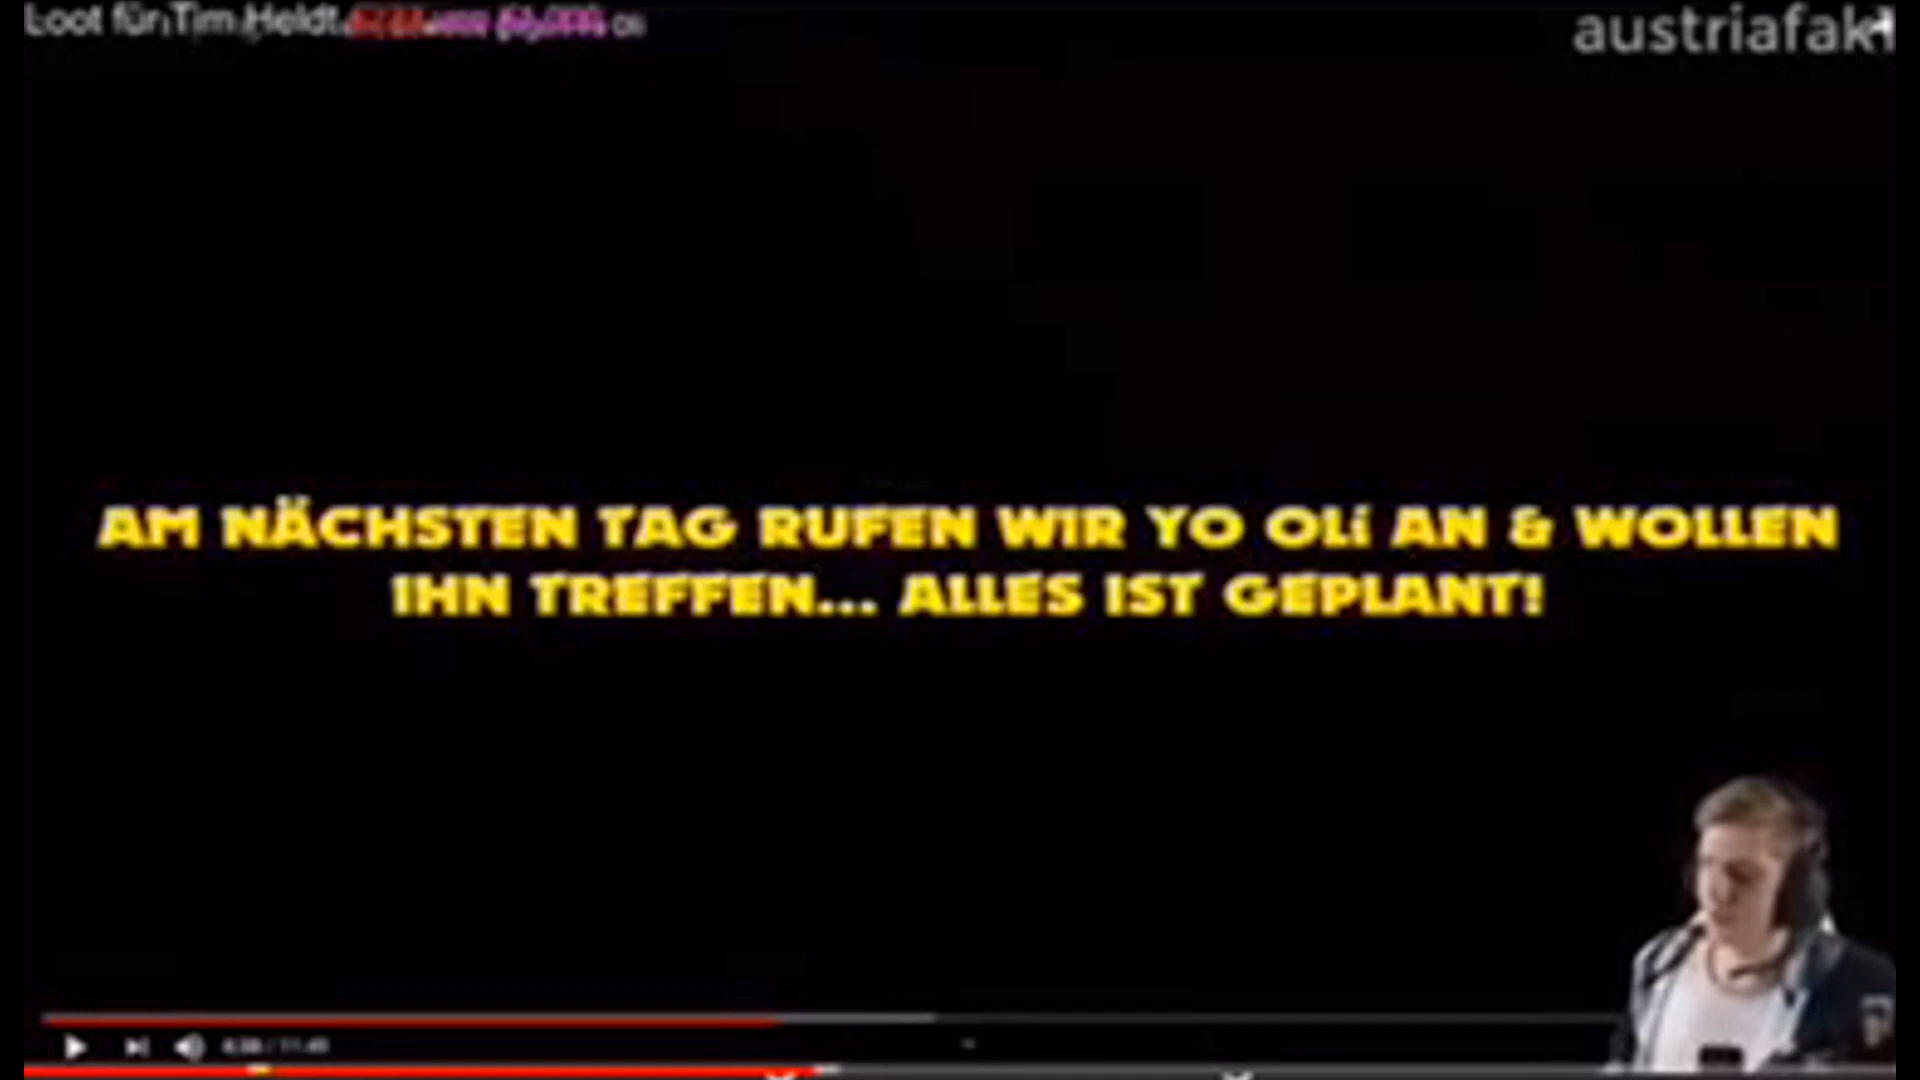 Loot für Tim Heldt
austriafak
AM NÄCHSTEN TAG RUFEN WIR YO OLi AN & WOLLEN
IHN TREFFEN... ALLES IST GEPLANT!